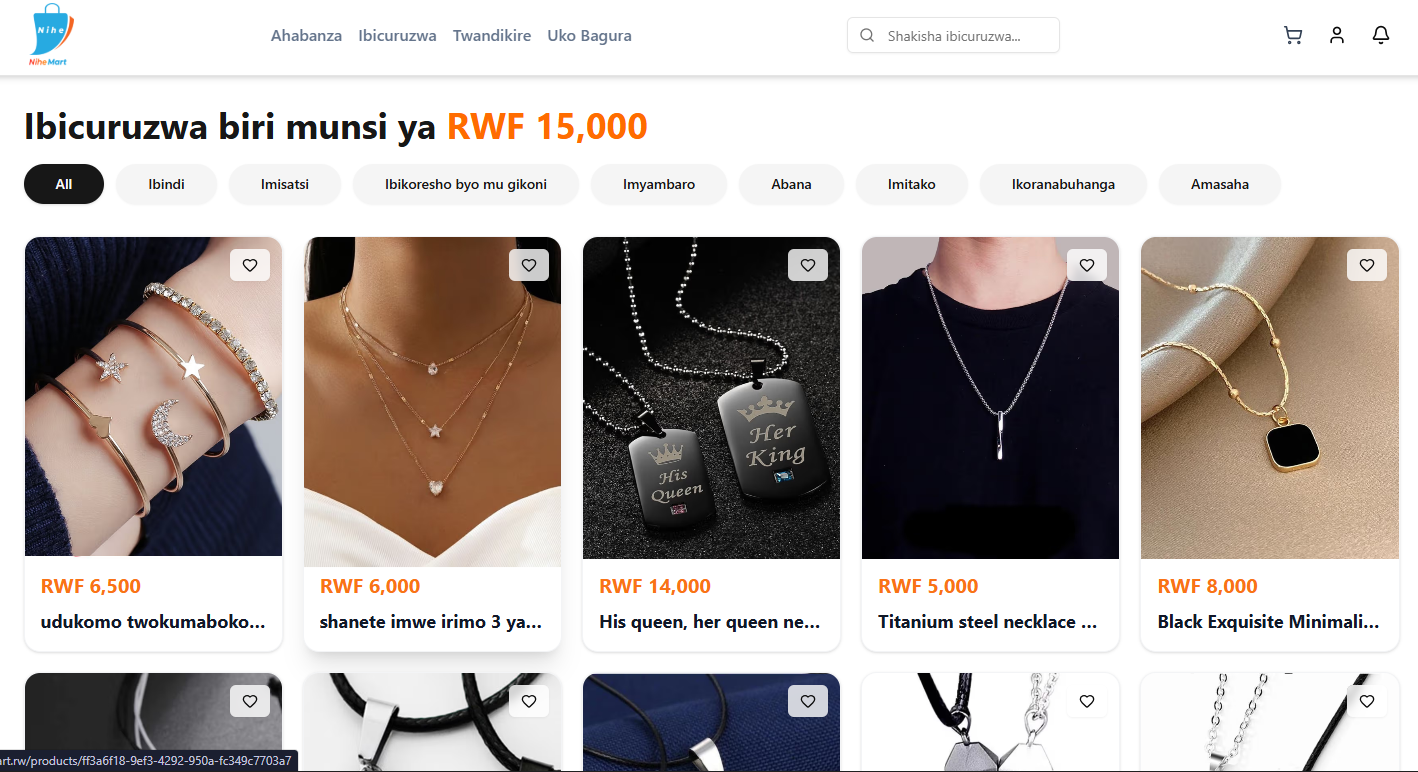 Nihe
Nihe Mart
Ahabanza Ibicuruzwa Twandikire Uko Bagura
Shakisha ibicuruzwa...
Ibicuruzwa biri munsi ya RWF 15,000
All Ibindi Imisatsi Ibikoresho byo mu gikoni Imyambaro Abana Imitako Ikoranabuhanga Amasaha
His
Queen
Her
King
RWF 6,500
udukomo twokumaboko...
RWF 6,000
shanete imwe irimo 3 ya...
RWF 14,000
His queen, her queen ne...
RWF 5,000
Titanium steel necklace ...
RWF 8,000
Black Exquisite Minimali...
art.rw/products/ff3a6f18-9ef3-4292-950a-fc349c7703a7